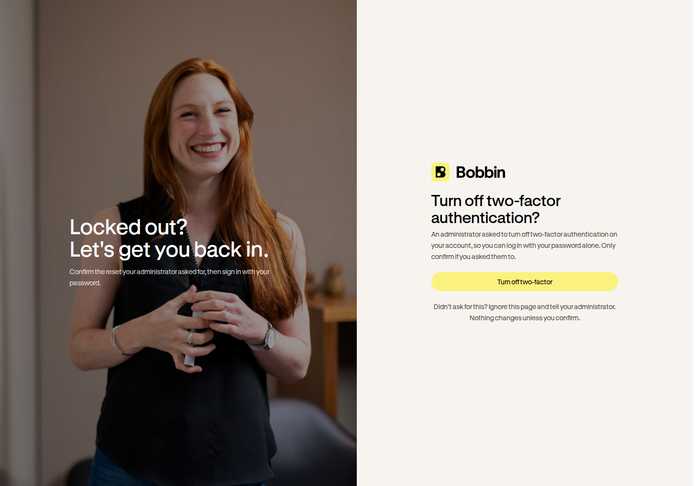 Locked out?
Let's get you back in.
Confirm the reset your administrator asked for, then sign in with your
password.
Bobbin
Turn off two-factor
authentication?
An administrator asked to turn off two-factor authentication on
your account, so you can log in with your password alone. Only
confirm if you asked them to.
Turn off two-factor
Didn't ask for this? Ignore this page and tell your administrator.
Nothing changes unless you confirm.